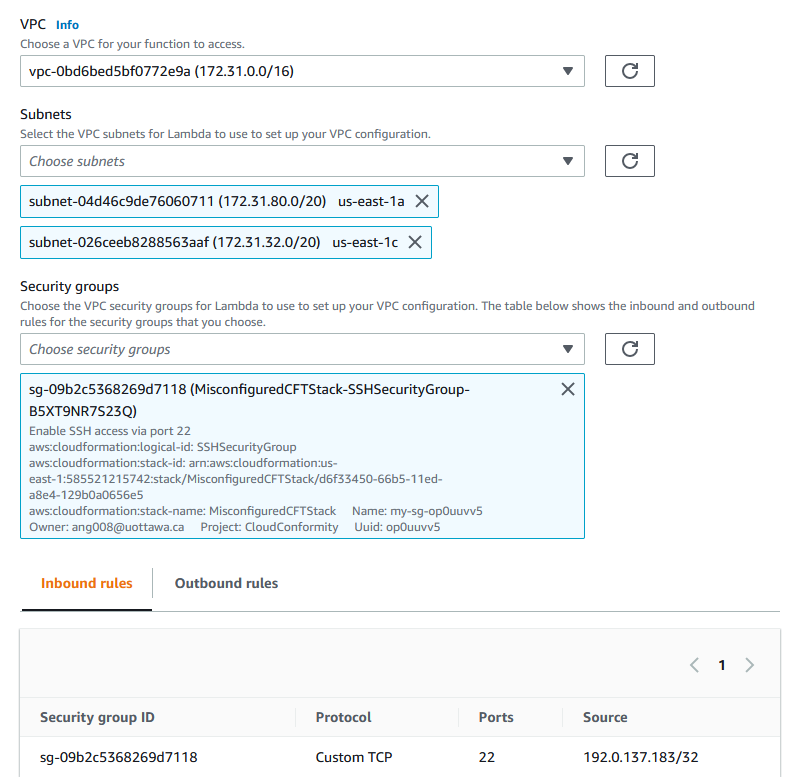 VPC Info
Choose a VPC for your function to access.
vpc-0bd6bed5bf0772e9a (172.31.0.0/16)
Subnets
Select the VPC subnets for Lambda to use to set up your VPC configuration.
Choose subnets
subnet-04d46c9de76060711 (172.31.80.0/20) us-east-1a
subnet-026ceeb8288563aaf (172.31.32.0/20) us-east-1c
Security groups
Choose the VPC security groups for Lambda to use to set up your VPC configuration. The table below shows the inbound and outbound
rules for the security groups that you choose.
Choose security groups
sg-09b2c5368269d7118 (MisconfiguredCFTStack-SSHSecurityGroup-
B5XT9NR7S23Q)
Enable SSH access via port 22
aws:cloudformation:logical-id: SSHSecurityGroup
aws:cloudformation:stack-id: arn:aws:cloudformation:us-
east-1:585521215742:stack/MisconfiguredCFTStack/d6f33450-66b5-11ed-
a8e4-129b0a0656e5
aws:cloudformation:stack-name: MisconfiguredCFTStack Name: my-sg-op0uuvv5
Owner: ang008@uottawa.ca Project: CloudConformity Uuid: op0uuvv5
Inbound rules Outbound rules
1
Security group ID Protocol Ports Source
sg-09b2c5368269d7118 Custom TCP 22 192.0.137.183/32